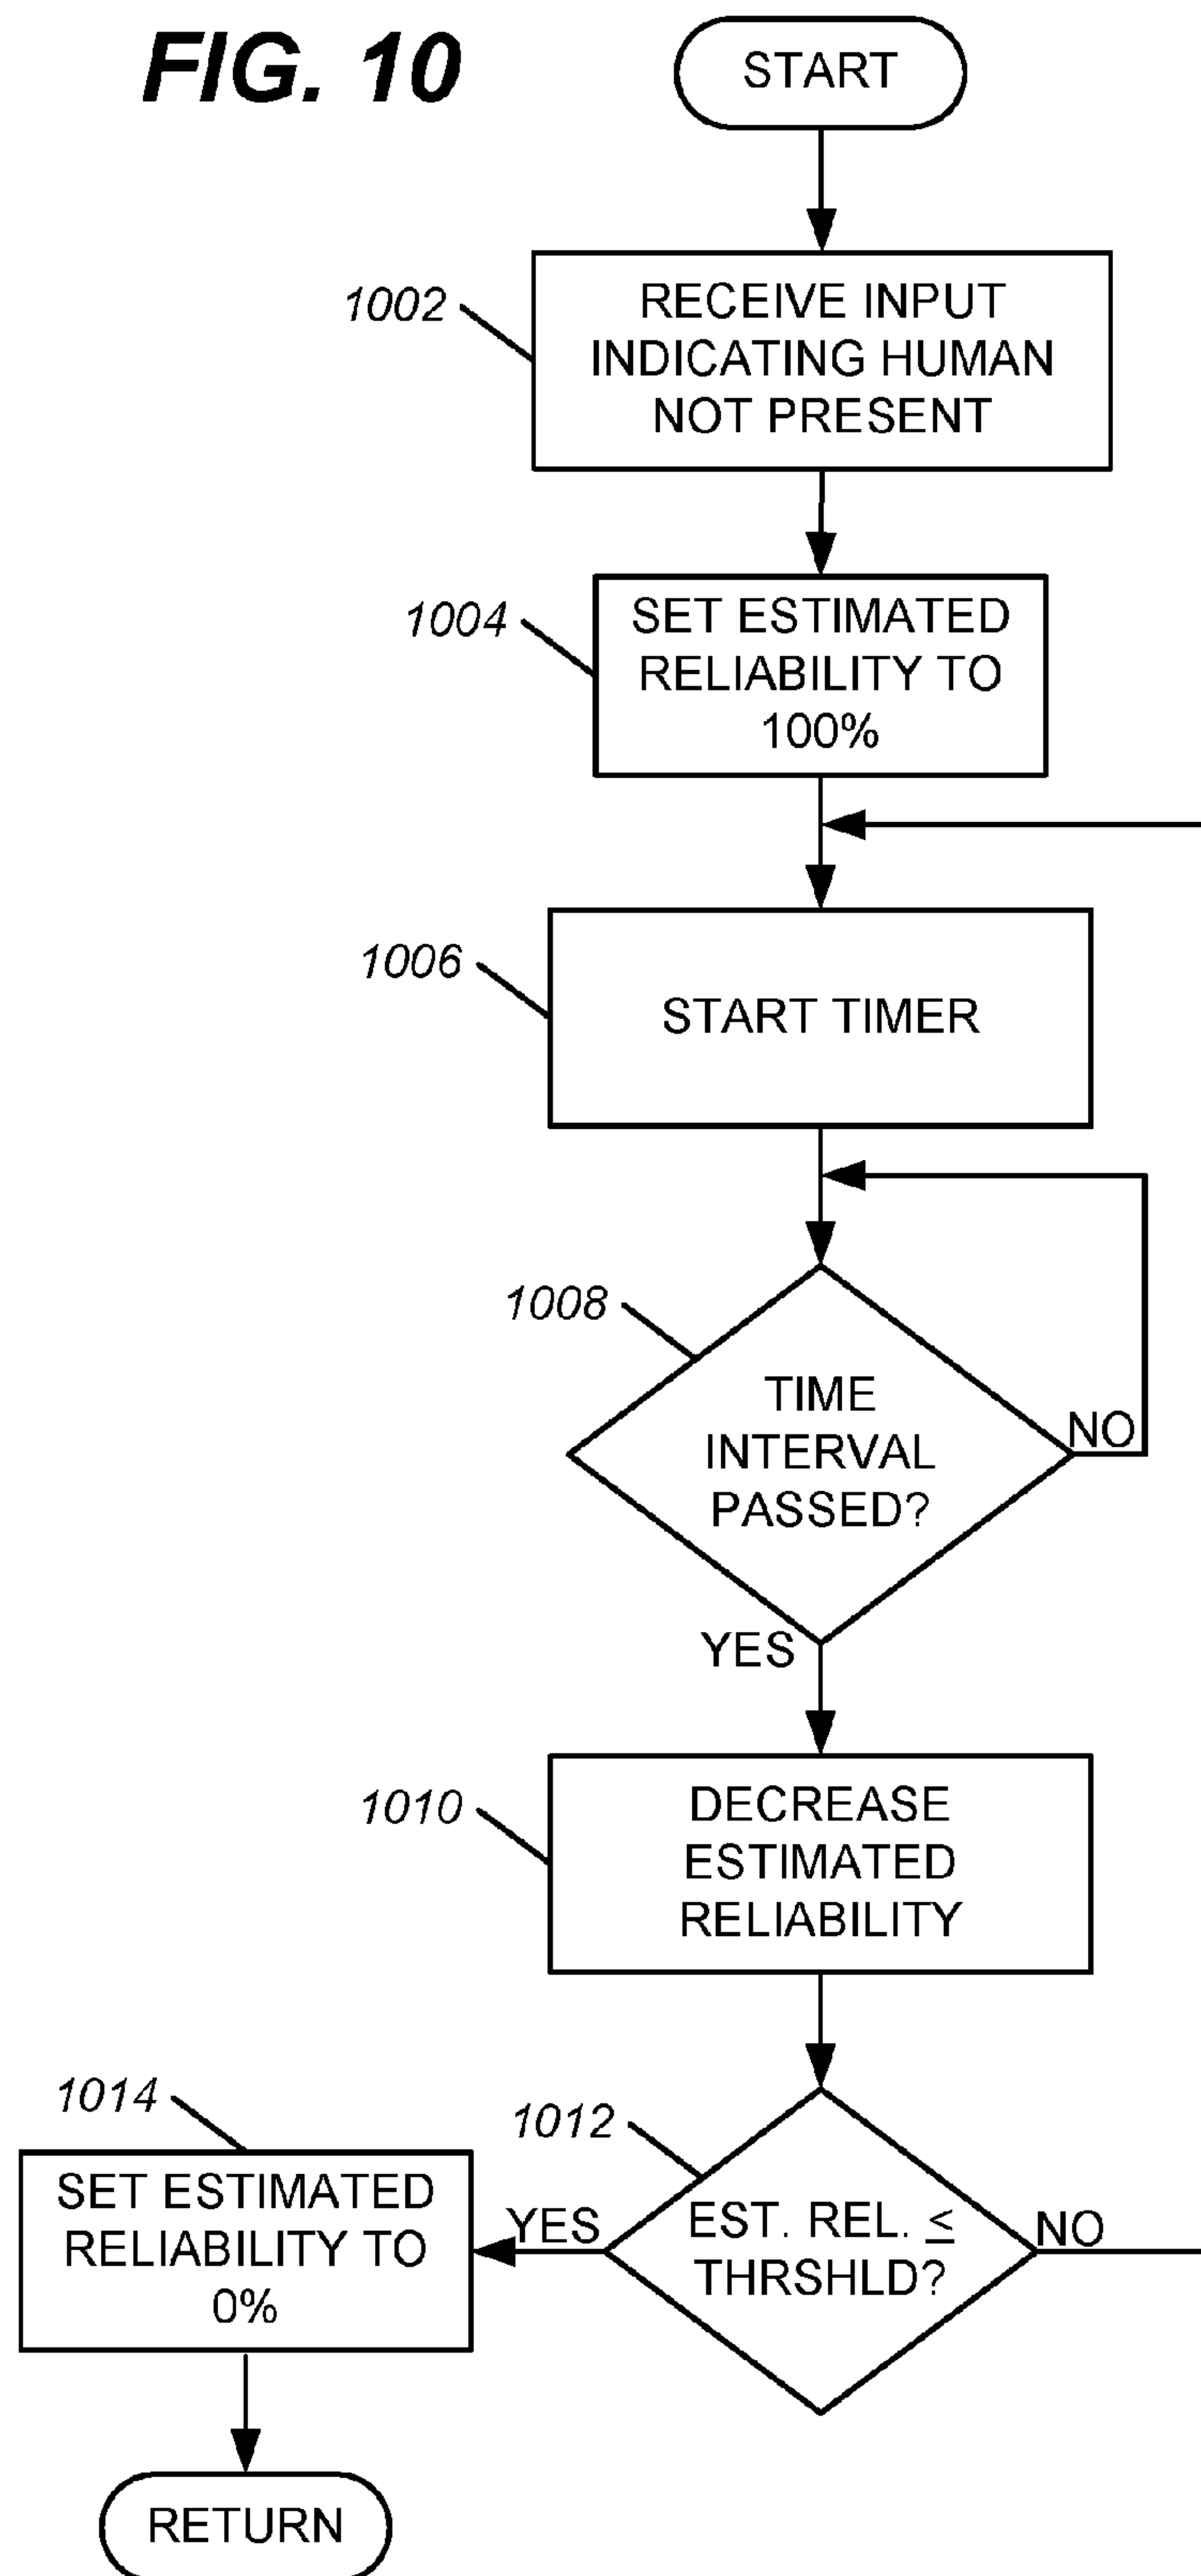 FIG. 10
START
1002
RECEIVE INPUT
INDICATING HUMAN
NOT PRESENT
1004
SET ESTIMATED
RELIABILITY TO
100%
1006
START TIMER
1008
TIME
INTERVAL
PASSED?
NO
YES
1010
DECREASE
ESTIMATED
RELIABILITY
1012
EST. REL. ≤
THRSHLD?
NO
YES
1014
SET ESTIMATED
RELIABILITY TO
0%
RETURN